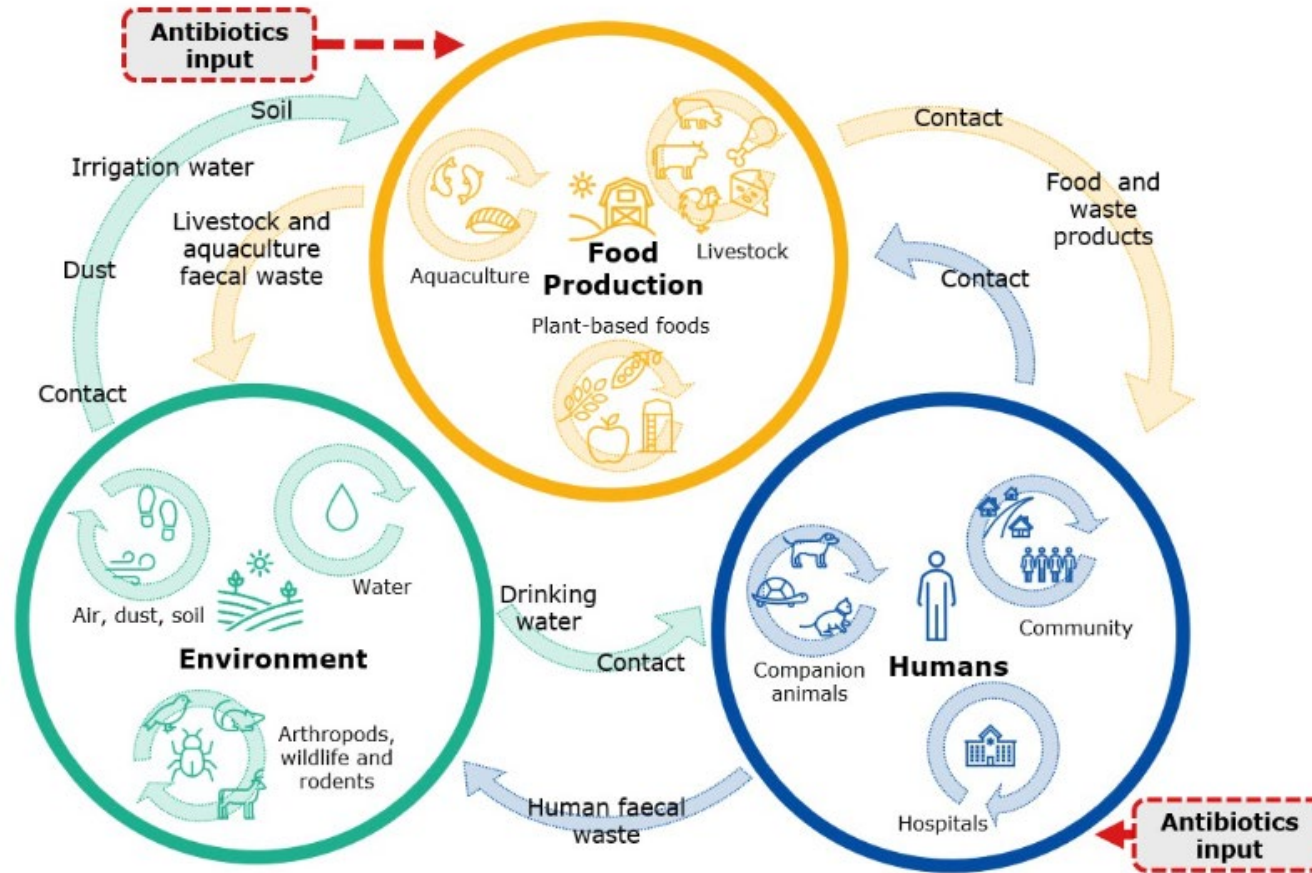 Antibiotics
input
Soil
Irrigation water
Livestock and
aquaculture
faecal waste
Dust
Contact
Aquaculture
Livestock
Food
Production
Plant-based foods
Contact
Food and
waste
products
Contact
Air, dust, soil
Water
Environment
Arthropods,
wildlife and
rodents
Drinking
water
Contact
Human faecal
waste
Companion
animals
Humans
Community
Hospitals
Antibiotics
input